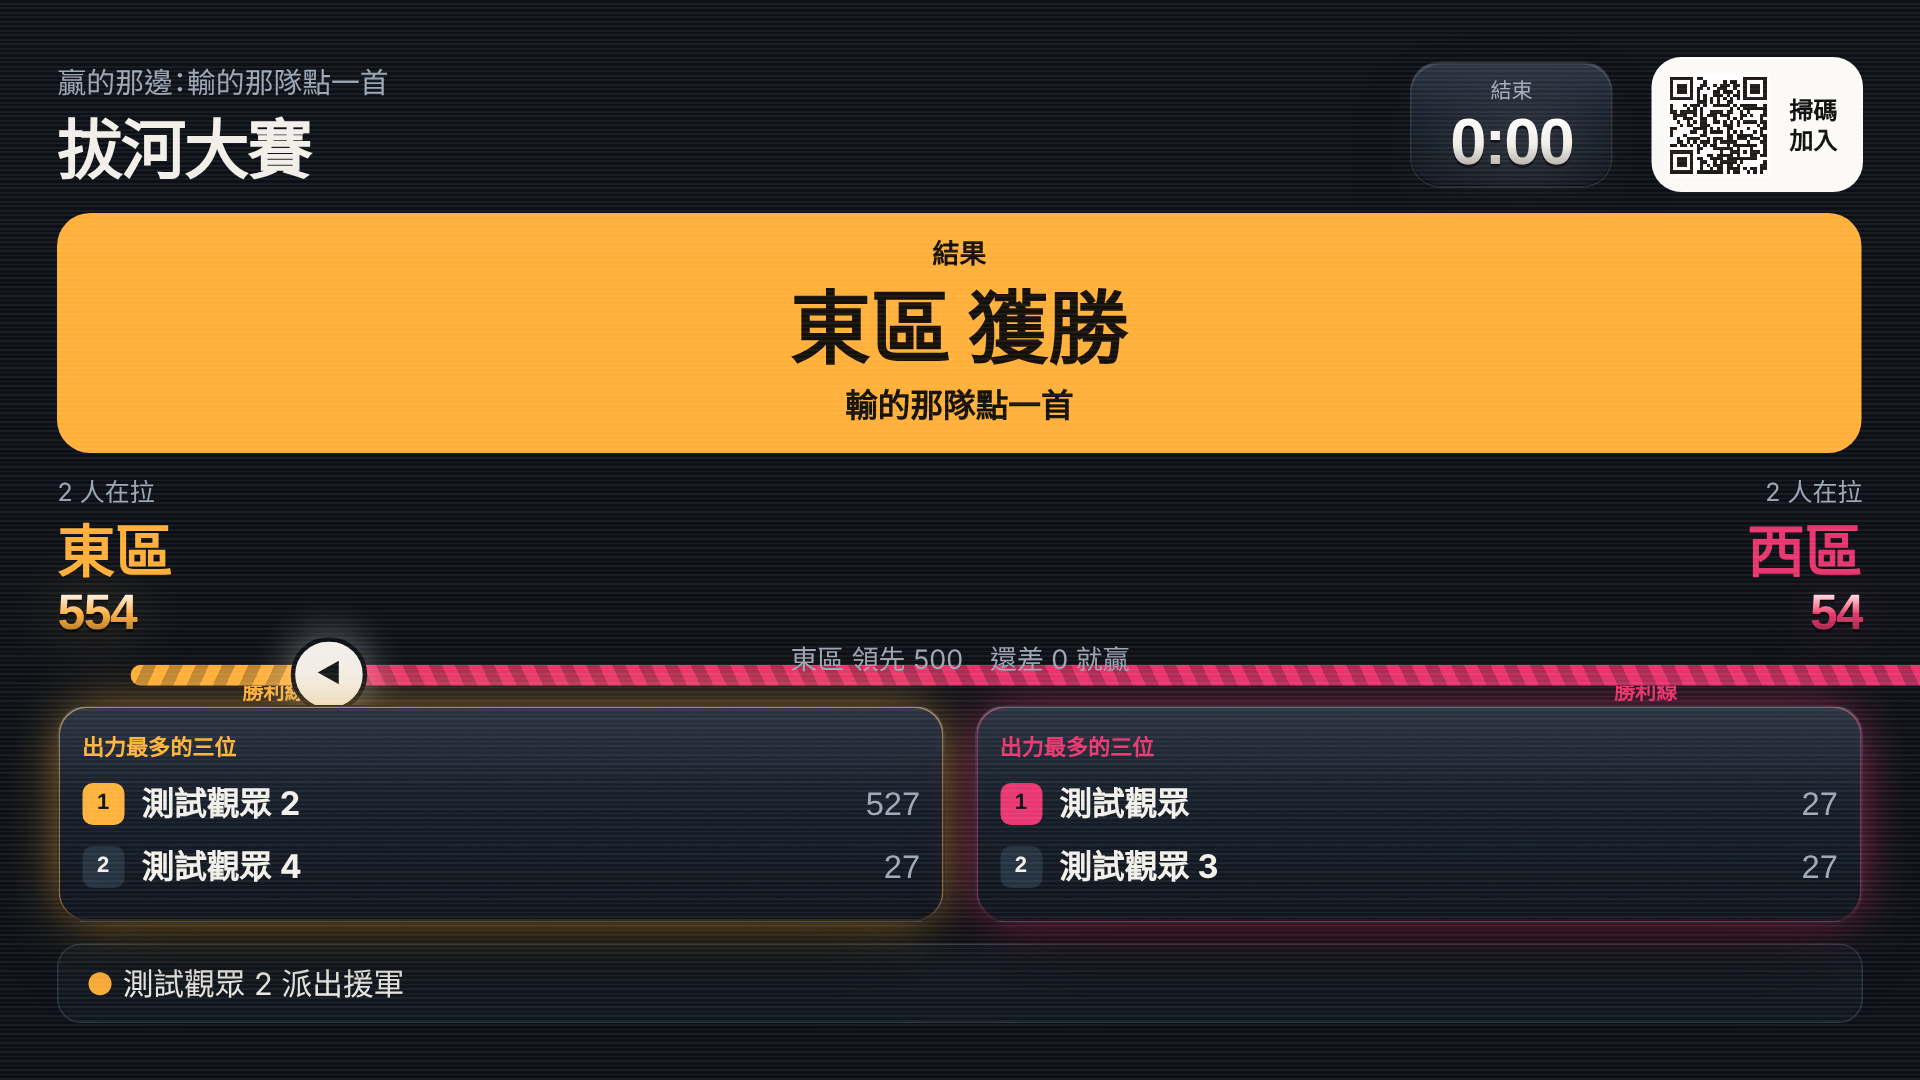 贏的那邊：輸的那隊點一首
拔河大賽
結束
0:00
掃碼
加入
結果
東區 獲勝
輸的那隊點一首
2 人在拉
東區
554
2 人在拉
西區
54
東區 領先 500　還差 0 就贏
勝利線
勝利線
出力最多的三位
1 測試觀眾 2 527
2 測試觀眾 4 27
出力最多的三位
1 測試觀眾 27
2 測試觀眾 3 27
測試觀眾 2 派出援軍